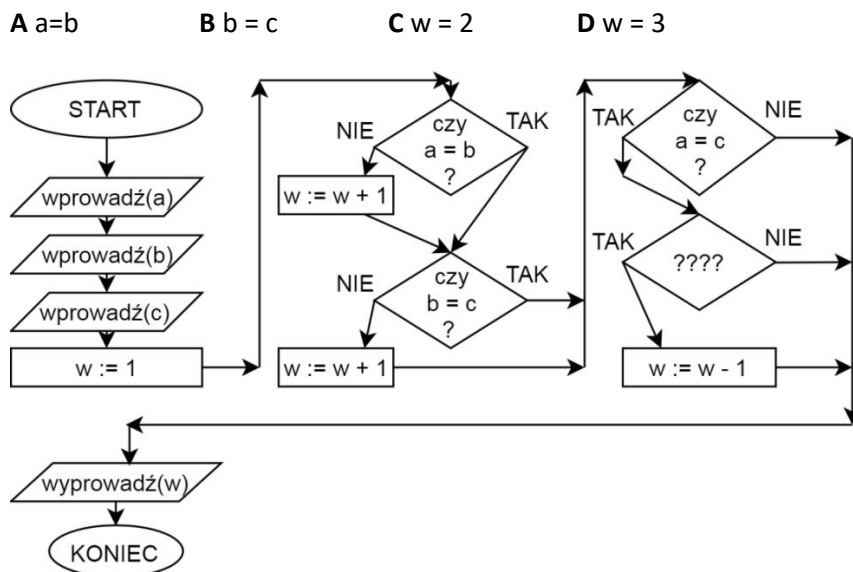 A a=b B b = c C w = 2 D w = 3
START
wprowadź(a)
wprowadź(b)
wprowadź(c)
w := 1
NIE
czy
a = b
?
TAK
w := w + 1
NIE
czy
b = c
?
TAK
w := w + 1
TAK
czy
a = c
?
NIE
TAK
????
NIE
w := w - 1
wyprowadź(w)
KONIEC